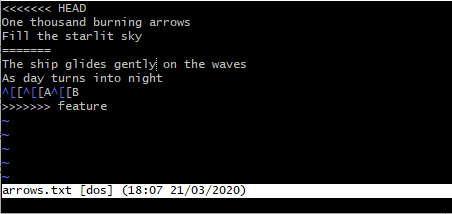 <<<<<<< HEAD
One thousand burning arrows
Fill the starlit sky
=======
The ship glides gently on the waves
As day turns into night
^[[^[[A^[[B
>>>>>>> feature
~
~
~
~
~
arrows.txt [dos] (18:07 21/03/2020)